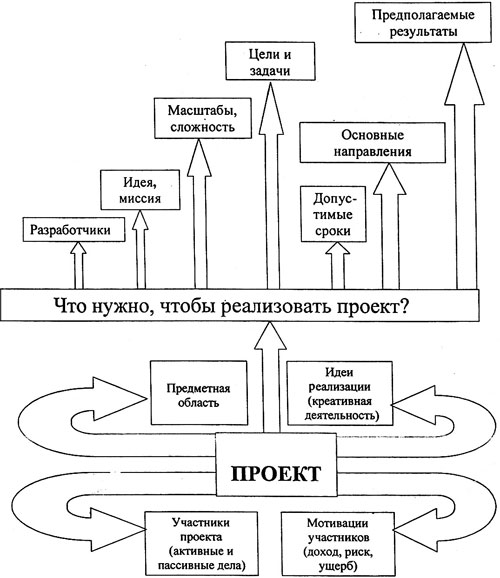 Предполагаемые
результаты
Цели и
задачи
Масштабы,
сложность
Основные
направления
Идея,
миссия
Допус-
тимые
сроки
Разработчики
Что нужно, чтобы реализовать проект?
Предметная
область
Идеи
реализации
(креативная
деятельность)
ПРОЕКТ
Участники
проекта
(активные и
пассивные дела)
Мотивации
участников
(доход, риск,
ущерб)